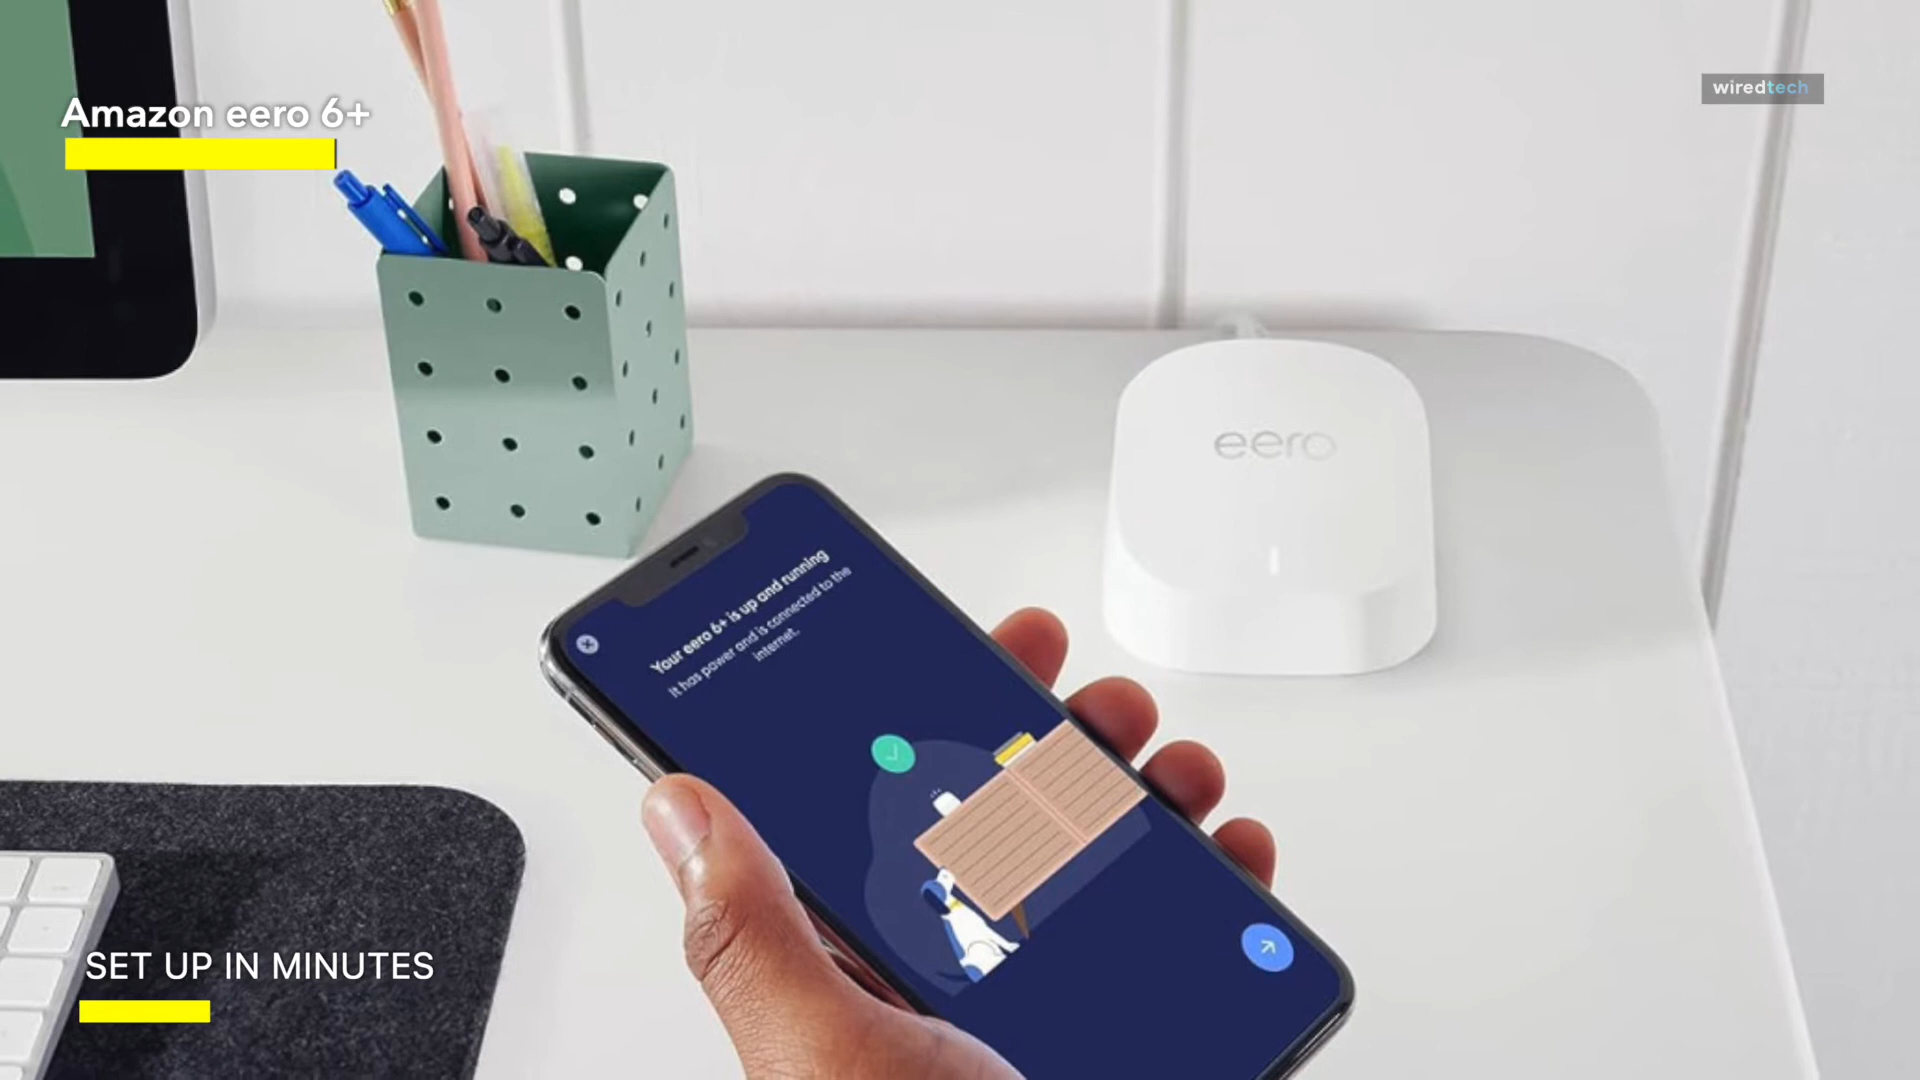 Amazon eero 6+
wiredtech
eero
Your eero 6+ is up and running
It has power and is connected to the
internet.
SET UP IN MINUTES